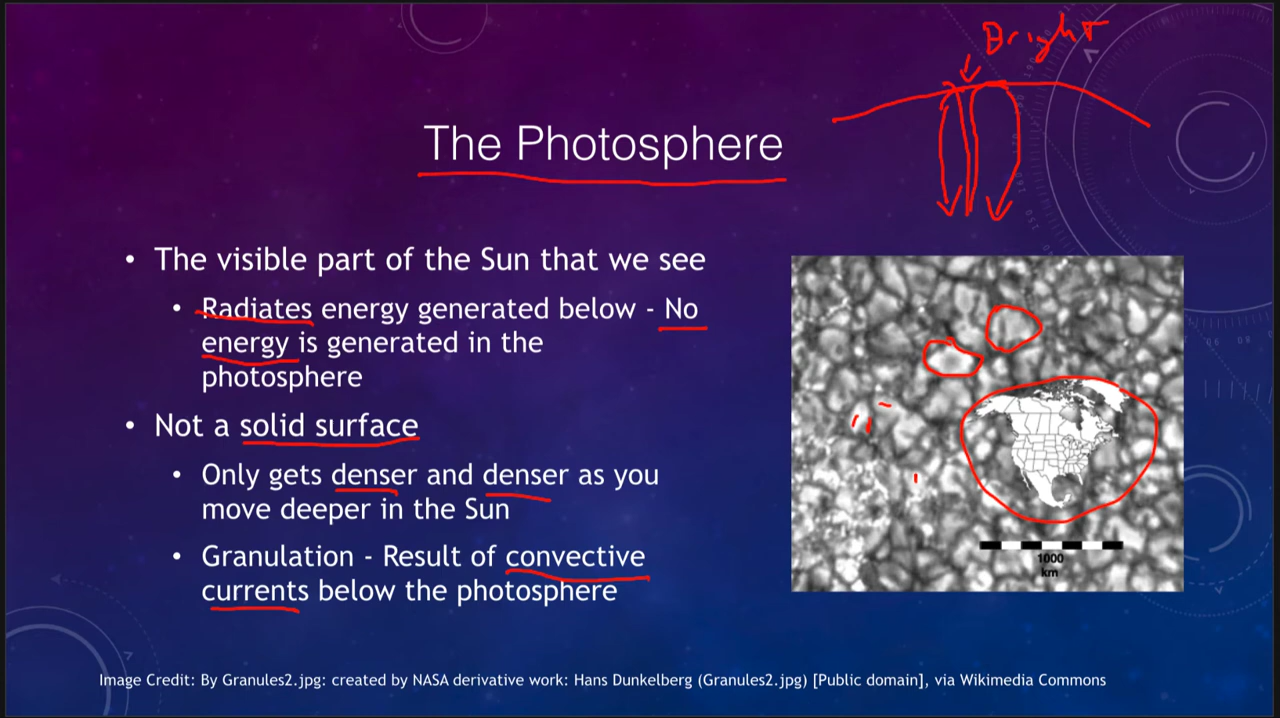 Bright
The Photosphere
• The visible part of the Sun that we see
• Radiates energy generated below - No
energy is generated in the
photosphere
• Not a solid surface
• Only gets denser and denser as you
move deeper in the Sun
• Granulation - Result of convective
currents below the photosphere
1000
km
Image Credit: By Granules2.jpg: created by NASA derivative work: Hans Dunkelberg (Granules2.jpg) [Public domain], via Wikimedia Commons